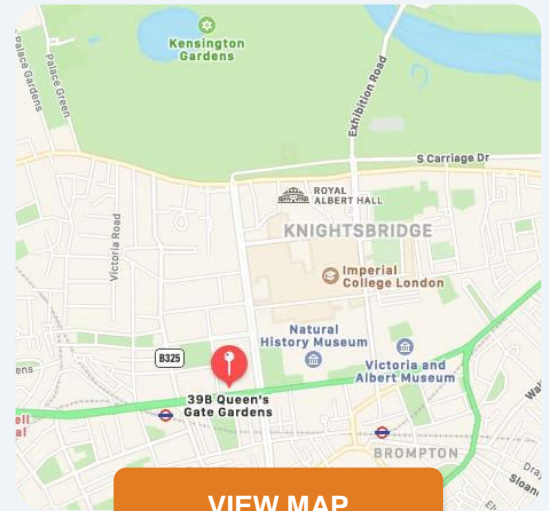 Kensington
Gardens
Palace Gardens
Palace Green
Exhibition Road
S Carriage Dr
ROYAL
ALBERT HALL
KNIGHTSBRIDGE
Victoria Road
Imperial
College London
Natural
History Museum
B325
Victoria and
Albert Museum
39B Queen's
Gate Gardens
BROMPTON
VIEW MAP